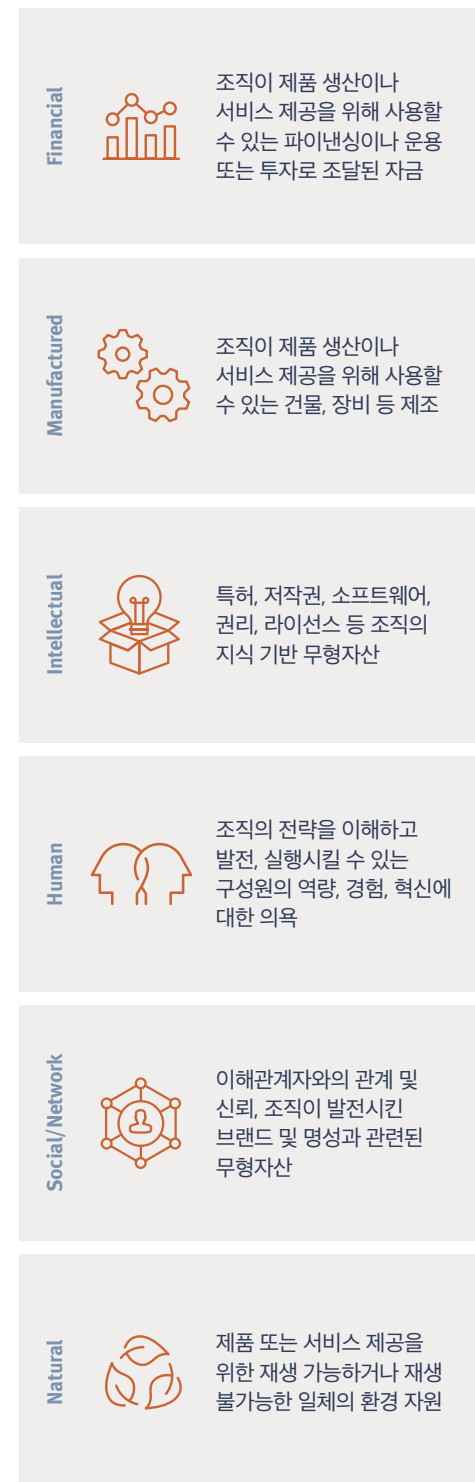 Financial
조직이 제품 생산이나
서비스 제공을 위해 사용할
수 있는 파이낸싱이나 운용
또는 투자로 조달된 자금
Manufactured
조직이 제품 생산이나
서비스 제공을 위해 사용할
수 있는 건물, 장비 등 제조
Intellectual
특허, 저작권, 소프트웨어,
권리, 라이선스 등 조직의
지식 기반 무형자산
Human
조직의 전략을 이해하고
발전, 실행시킬 수 있는
구성원의 역량, 경험, 혁신에
대한 의욕
Social/Network
이해관계자와의 관계 및
신뢰, 조직이 발전시킨
브랜드 및 명성과 관련된
무형자산
Natural
제품 또는 서비스 제공을
위한 재생 가능하거나 재생
불가능한 일체의 환경 자원